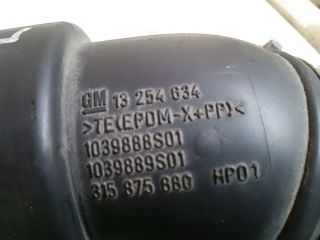 GM 13 254 634
>TE(EPDM-X+PP)<
1039888S01
1039889S01
315 875 880 HP01